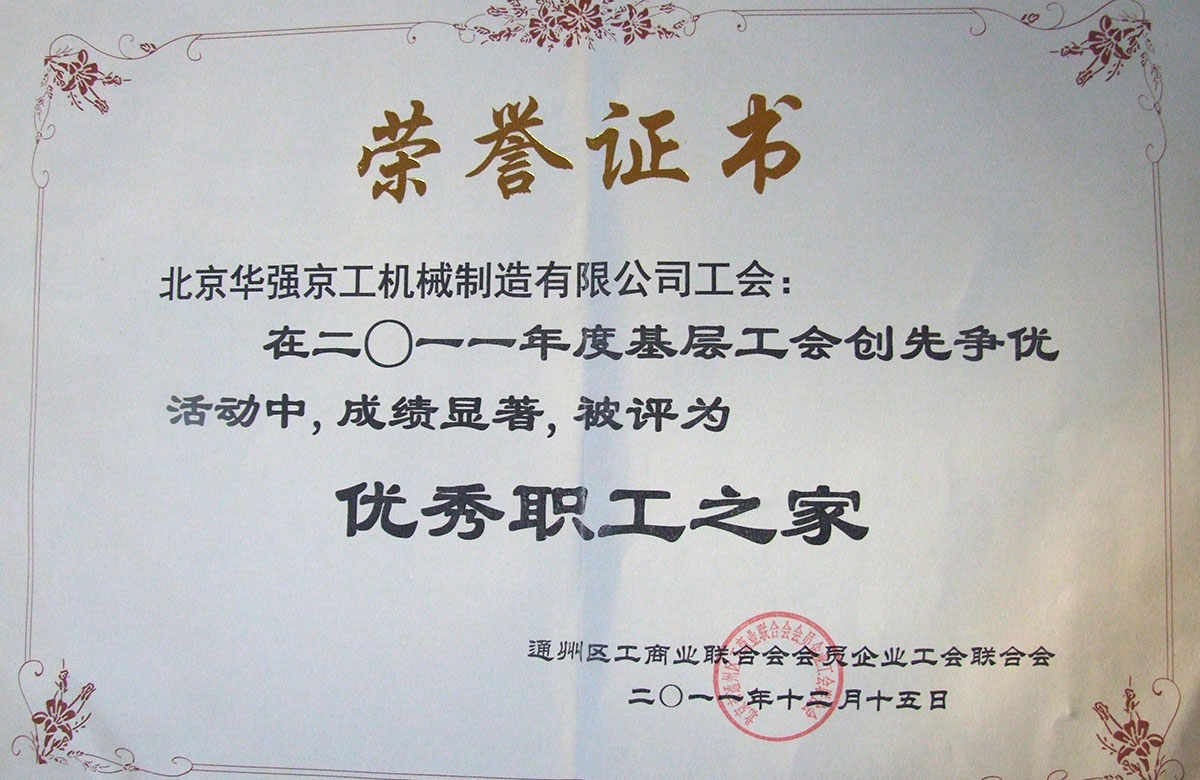 荣誉证书
北京华强京工机械制造有限公司工会：
在二〇一一年度基层工会创先争优
活动中，成绩显著，被评为
优秀职工之家
通州区工商业联合会会员企业工会联合会
二〇一一年十二月十五日